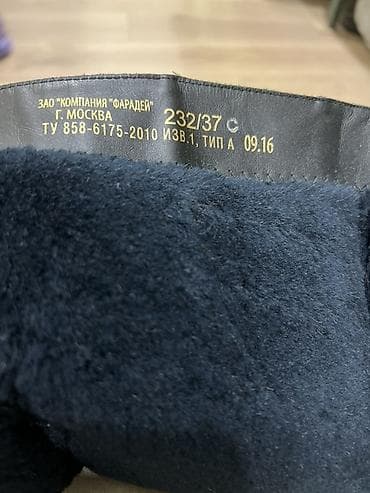 ЗАО "КОМПАНИЯ "ФАРАДЕЙ"
Г. МОСКВА 232/37 С
ТУ 858-6175-2010 ИЗВ.1, ТИП А 09.16